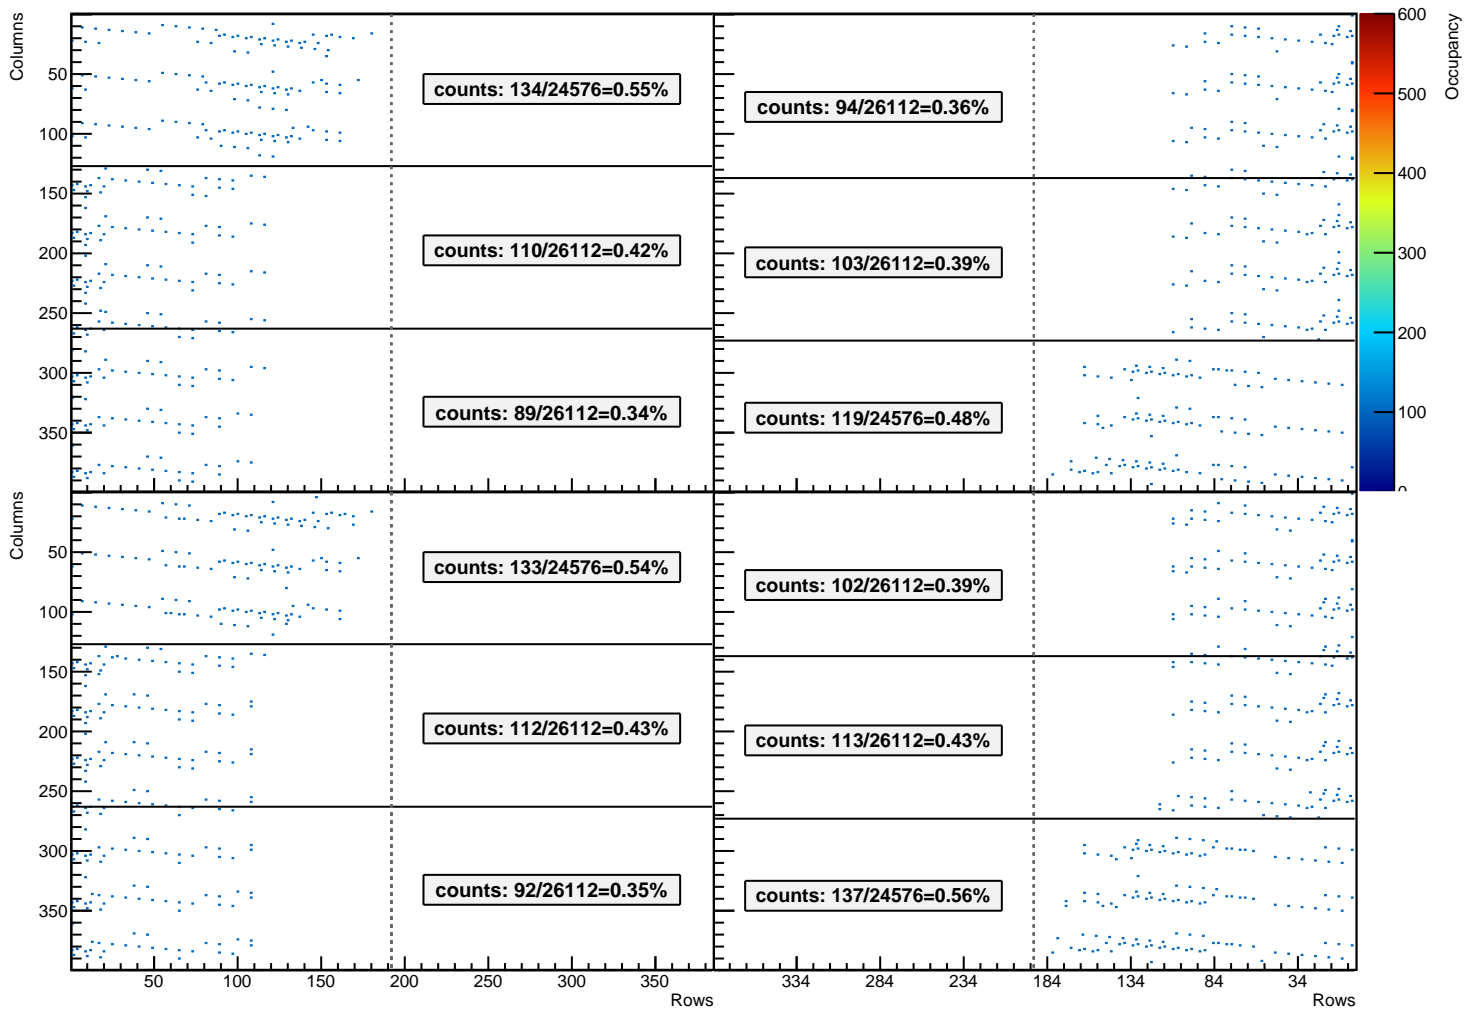 Columns
50
100
150
200
250
300
350
counts: 134/24576=0.55%
counts: 110/26112=0.42%
counts: 89/26112=0.34%
counts: 94/26112=0.36%
counts: 103/26112=0.39%
counts: 119/24576=0.48%
600
500
400
300
200
100
0
Occupancy
Columns
50
100
150
200
250
300
350
counts: 133/24576=0.54%
counts: 112/26112=0.43%
counts: 92/26112=0.35%
counts: 102/26112=0.39%
counts: 113/26112=0.43%
counts: 137/24576=0.56%
50 100 150 200 250 300 350
Rows
334 284 234 184 134 84 34
Rows